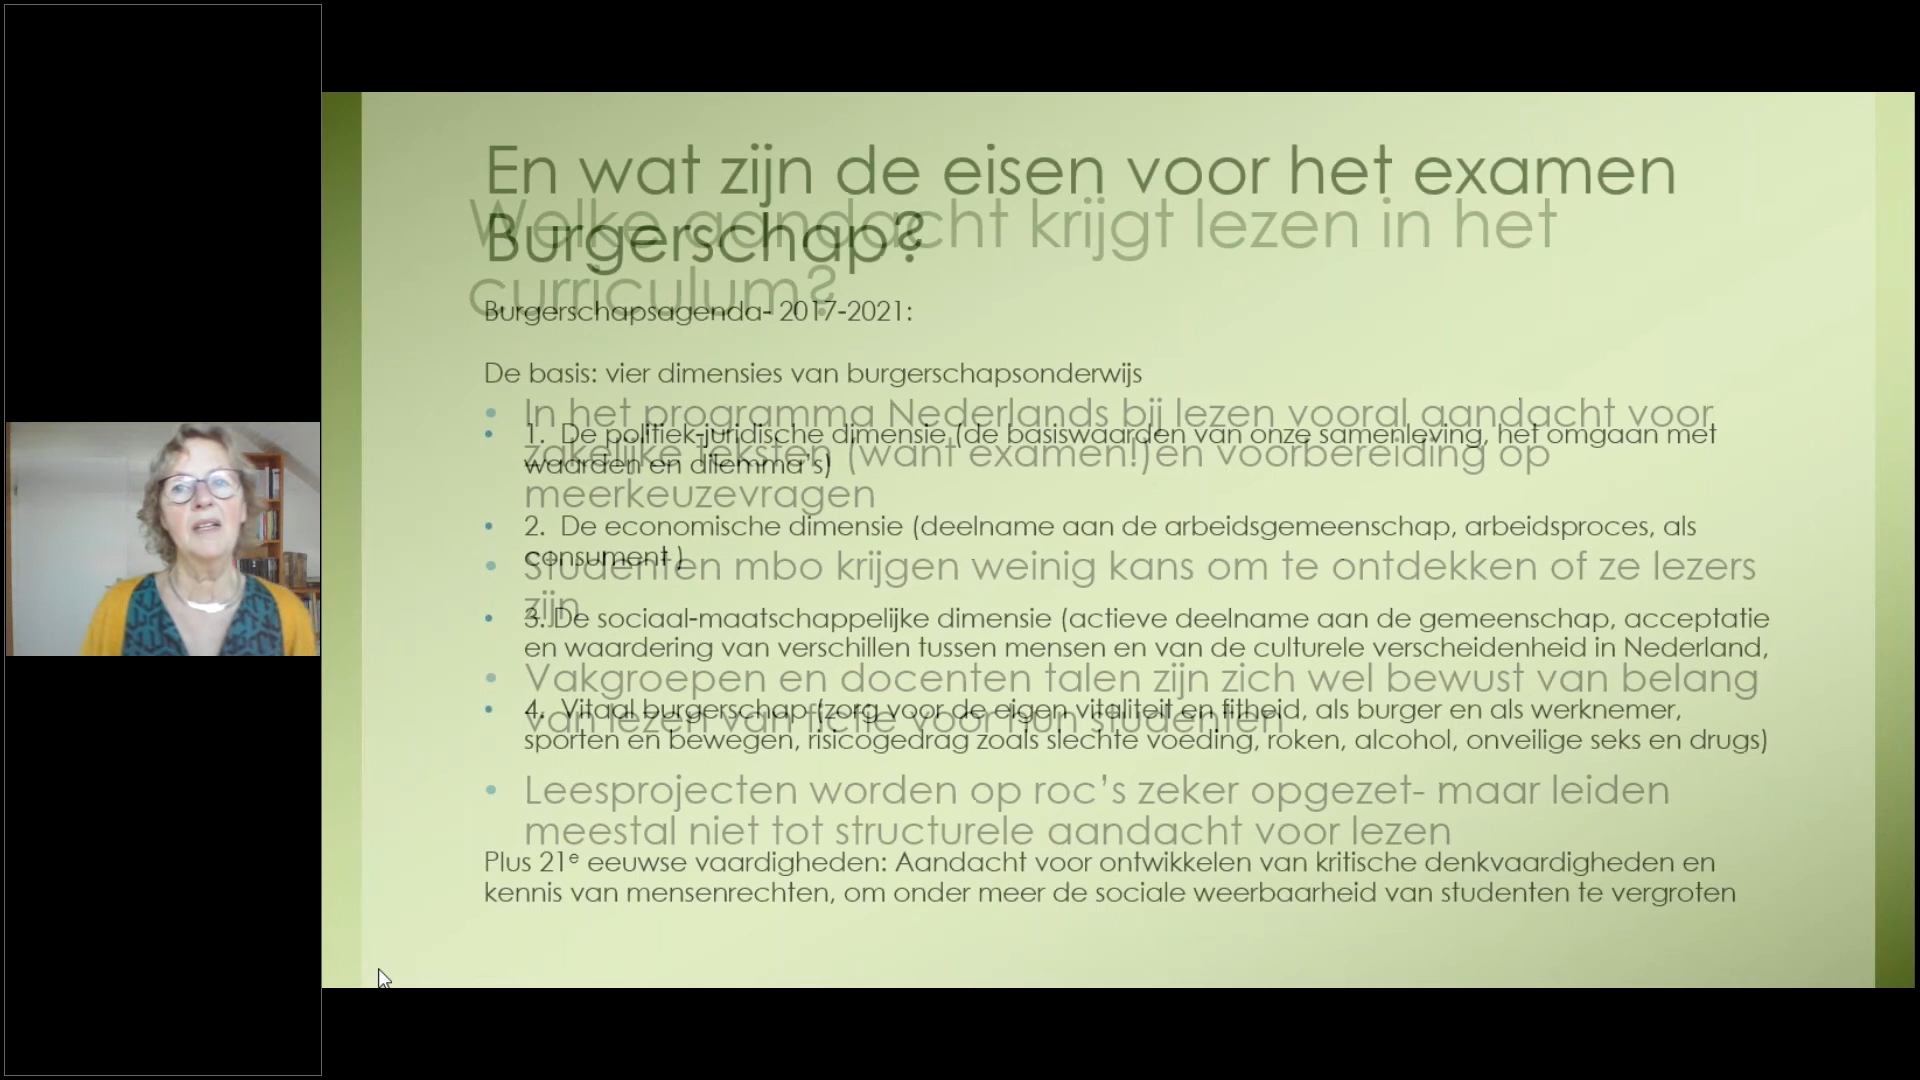 En wat zijn de eisen voor het examen
Burgerschap?
Burgerschapsagenda- 2017-2021:
De basis: vier dimensies van burgerschapsonderwijs
• 1. De politiek-juridische dimensie (de basiswaarden van onze samenleving, het omgaan met
waarden en dilemma's)
• 2. De economische dimensie (deelname aan de arbeidsgemeenschap, arbeidsproces, als
consument )
• 3. De sociaal-maatschappelijke dimensie (actieve deelname aan de gemeenschap, acceptatie
en waardering van verschillen tussen mensen en van de culturele verscheidenheid in Nederland,
• 4. Vitaal burgerschap (zorg voor de eigen vitaliteit en fitheid, als burger en als werknemer,
sporten en bewegen, risicogedrag zoals slechte voeding, roken, alcohol, onveilige seks en drugs)
Plus 21e eeuwse vaardigheden: Aandacht voor ontwikkelen van kritische denkvaardigheden en
kennis van mensenrechten, om onder meer de sociale weerbaarheid van studenten te vergroten
Welke aandacht krijgt lezen in het
curriculum?
• In het programma Nederlands bij lezen vooral aandacht voor
zakelijke teksten (want examen!)en voorbereiding op
meerkeuzevragen
• Studenten mbo krijgen weinig kans om te ontdekken of ze lezers
zijn
• Vakgroepen en docenten talen zijn zich wel bewust van belang
van lezen van fictie voor hun studenten
• Leesprojecten worden op roc's zeker opgezet- maar leiden
meestal niet tot structurele aandacht voor lezen